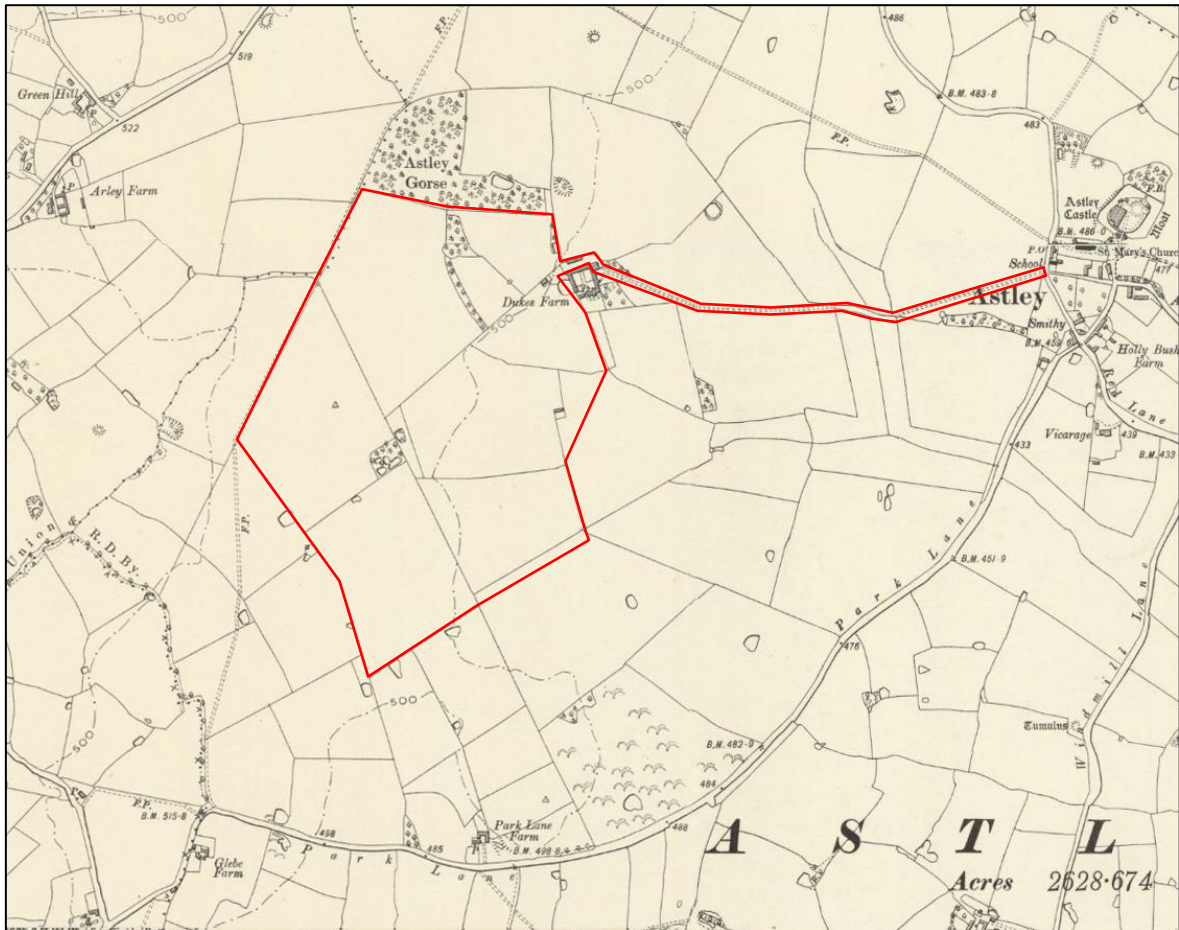 486
519
Green Hill
500
B.M. 483·8
522
483
F.P.
Astley
Gorse
P.
Arley Farm
F.B.
Astley
Castle
Moat
B.M. 486·0
P.O.
St. Mary's Church
School
477
Dukes Farm
500
Astley
Smithy
B.M. 459·6
Holly Bush
Farm
Red Lane
Vicarage
439
433
B.M. 433
F.P.
Union &
R.D. By.
B.M. 451·9
Park Lane
476
500
500
Tumulus
Windmill Lane
B.M. 482·9
484
P.
F.P.
B.M. 515·8
498
Park Lane
Farm
P
486
Park Lane
485
B.M. 498·8
Glebe
Farm
A S T L
Acres 2628·674